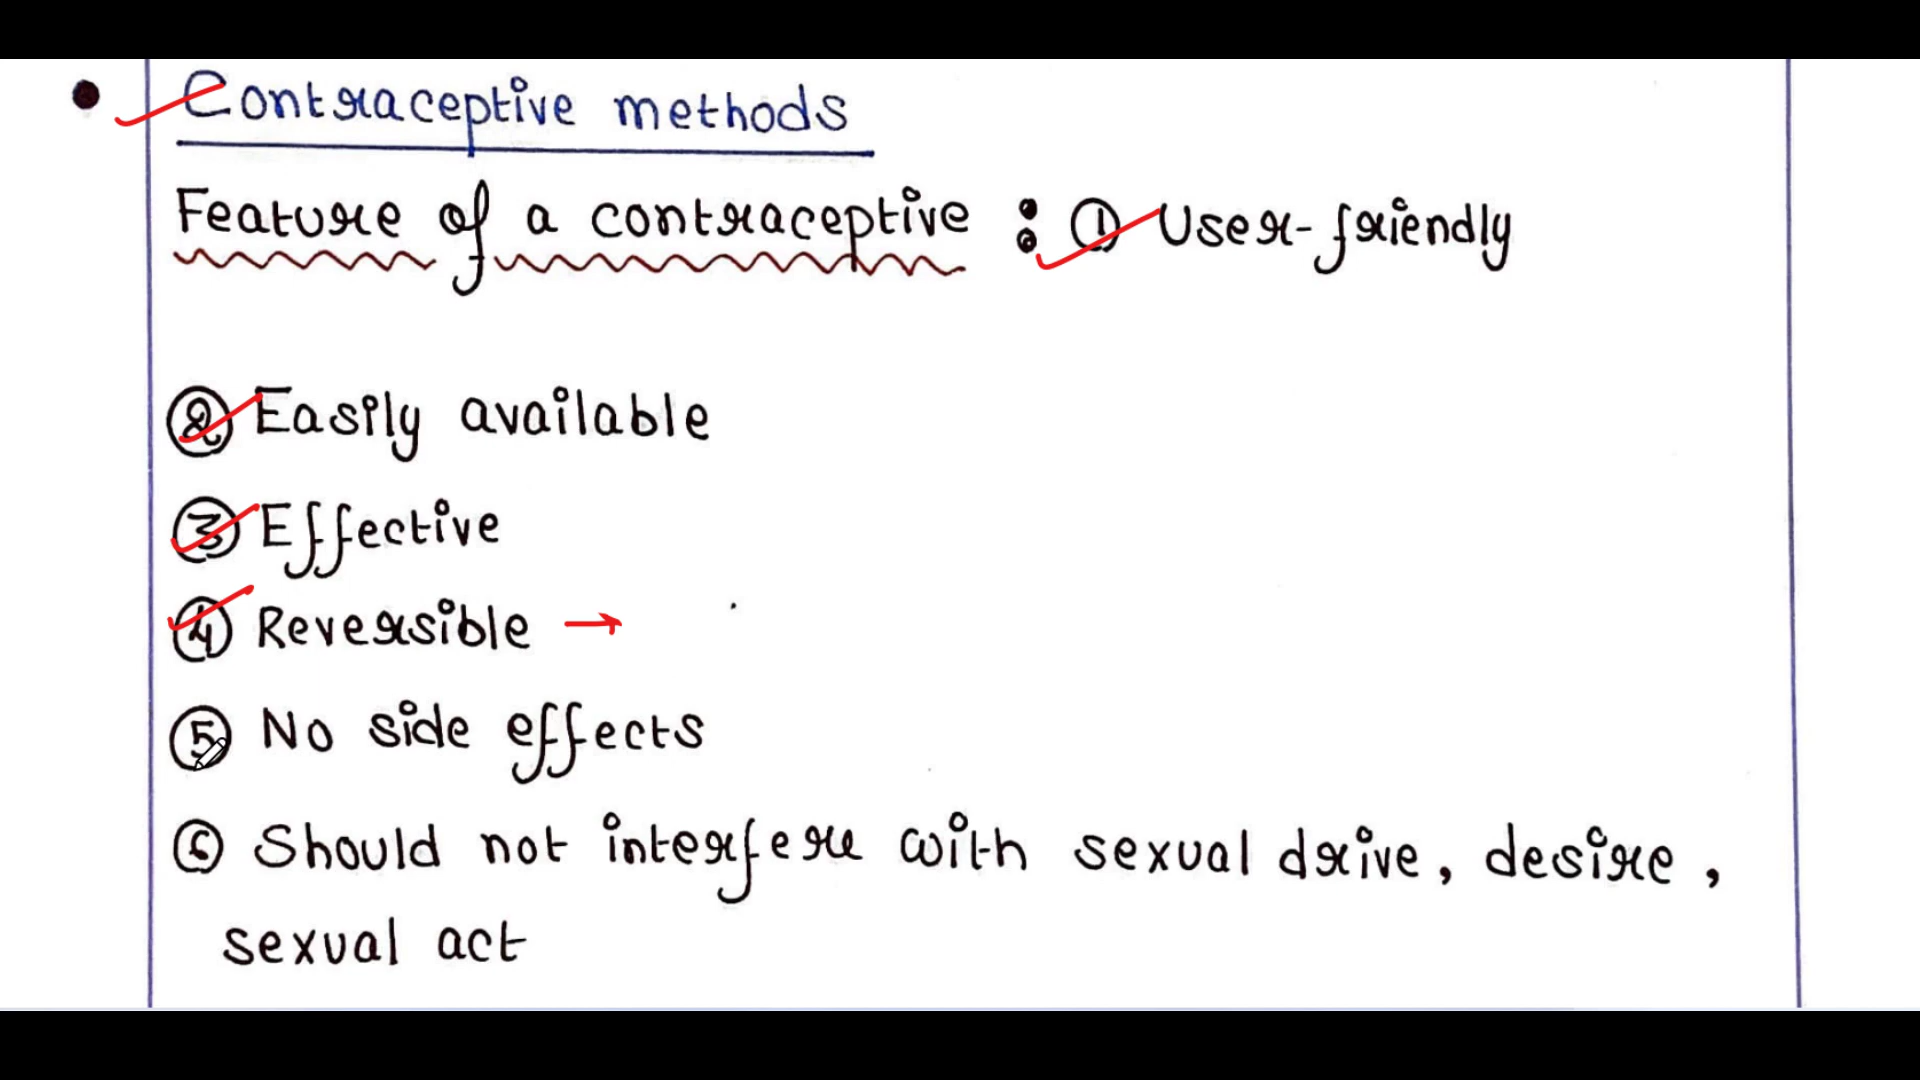 • Contraceptive methods
Feature of a contraceptive : ① User-friendly
② Easily available
③ Effective
④ Reversible →
⑤ No side effects
⑥ Should not interfere with sexual drive, desire,
sexual act